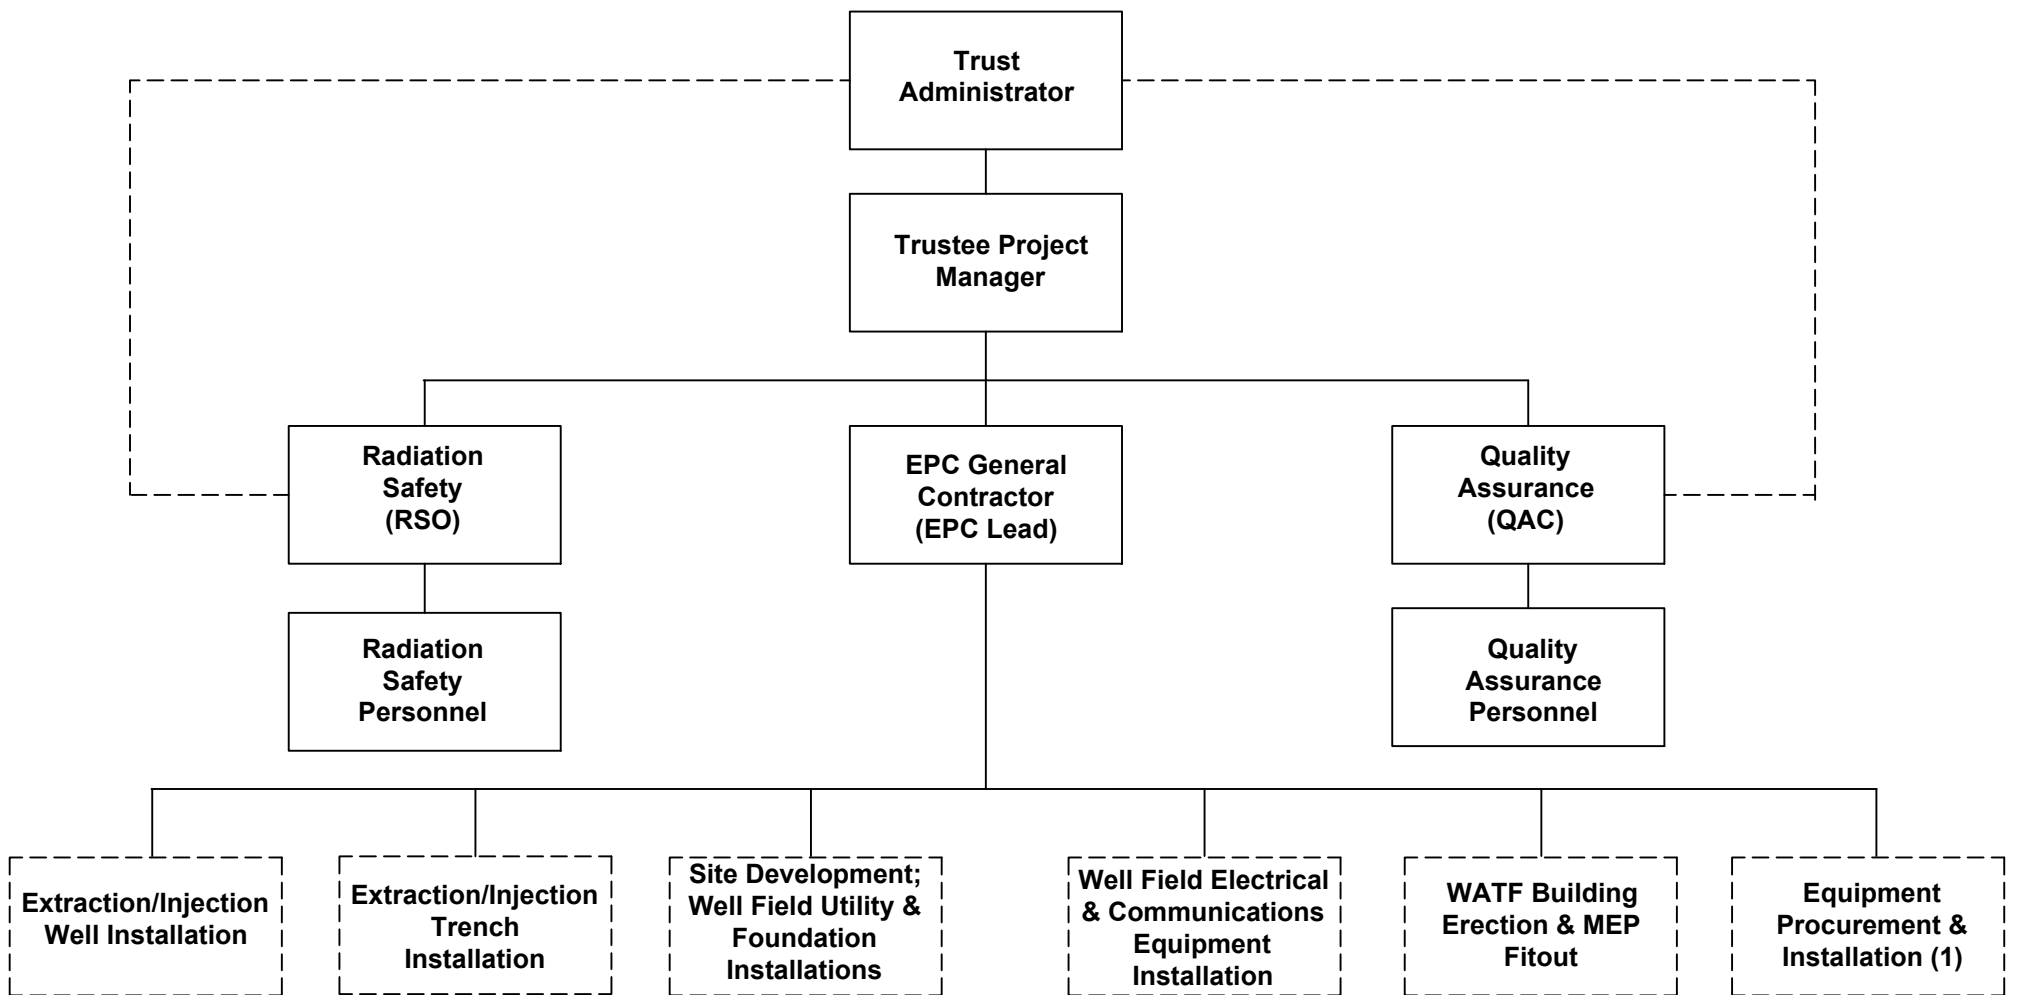 Trust
Administrator
Trustee Project
Manager
Radiation
Safety
(RSO)
EPC General
Contractor
(EPC Lead)
Quality
Assurance
(QAC)
Radiation
Safety
Personnel
Quality
Assurance
Personnel
Extraction/Injection
Well Installation
Extraction/Injection
Trench
Installation
Site Development;
Well Field Utility &
Foundation
Installations
Well Field Electrical
& Communications
Equipment
Installation
WATF Building
Erection & MEP
Fitout
Equipment
Procurement &
Installation (1)